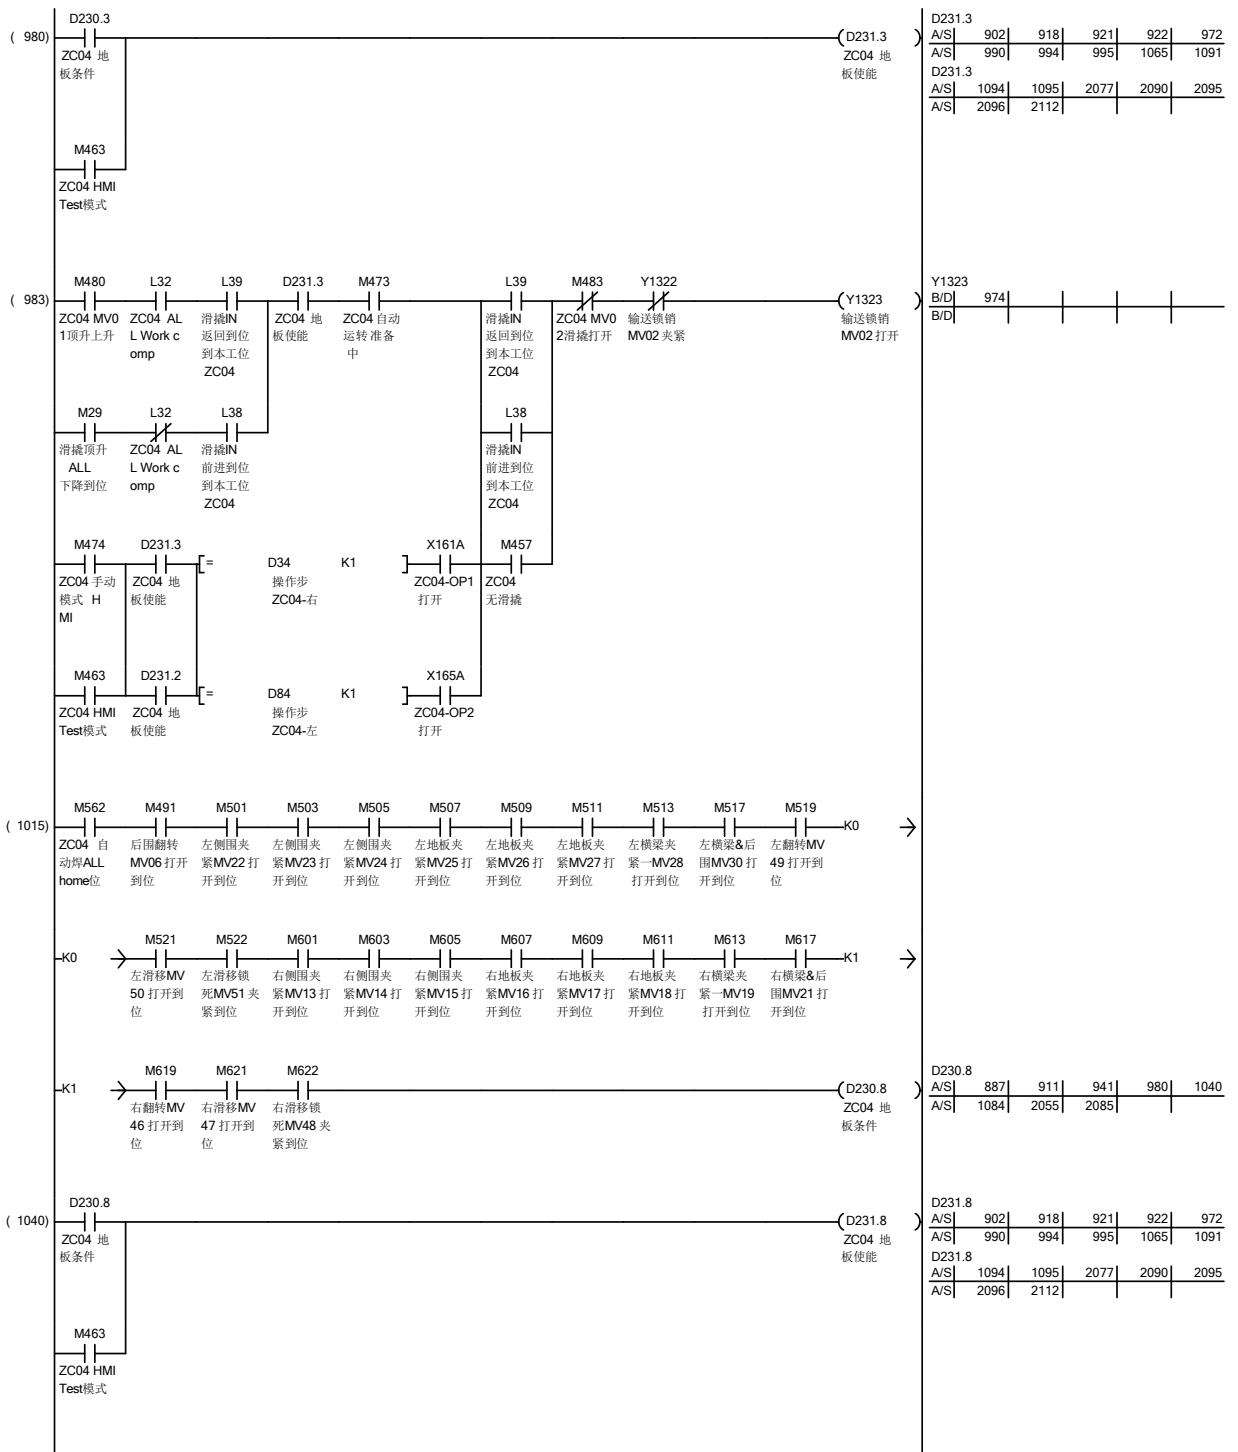 D230.3
( 980)
ZC04 地
板条件
D231.3
ZC04 地
板使能
D231.3
A/S 902 918 921 922 972
A/S 990 994 995 1065 1091
D231.3
A/S 1094 1095 2077 2090 2095
A/S 2096 2112
M463
ZC04 HMI
Test模式
M480 L32 L39 D231.3 M473 L39 M483 Y1322
( 983)
Y1323
ZC04 MV0 ZC04 AL 滑撬IN ZC04 地 ZC04 自动 滑撬IN ZC04 MV0 输送锁销 输送锁销
1顶升上升 L Work c 返回到位 板使能 运转 准备 返回到位 2滑撬打开 MV02 夹紧 MV02 打开
omp 到本工位 中 到本工位
ZC04 ZC04
Y1323
B/D 974
B/D
M29 L32 L38 L38
滑撬顶升 ZC04 AL 滑撬IN 滑撬IN
ALL L Work c 前进到位 前进到位
下降到位 omp 到本工位 到本工位
ZC04 ZC04
M474 D231.3 X161A M457
= D34 K1
ZC04 手动 ZC04 地 操作步 ZC04-OP1 ZC04
模式 H 板使能 ZC04-右 打开 无滑撬
MI
M463 D231.2 X165A
= D84 K1
ZC04 HMI ZC04 地 操作步 ZC04-OP2
Test模式 板使能 ZC04-左 打开
M562 M491 M501 M503 M505 M507 M509 M511 M513 M517 M519
( 1015) K0
ZC04 自 后围翻转 左侧围夹 左侧围夹 左侧围夹 左地板夹 左地板夹 左地板夹 左横梁夹 左横梁&后 左翻转MV
动焊ALL MV06 打开 紧MV22 打 紧MV23 打 紧MV24 打 紧MV25 打 紧MV26 打 紧MV27 打 紧一MV28 围MV30 打 49 打开到
home位 到位 开到位 开到位 开到位 开到位 开到位 开到位 打开到位 开到位 位
M521 M522 M601 M603 M605 M607 M609 M611 M613 M617
K0 K1
左滑移MV 左滑移锁 右侧围夹 右侧围夹 右侧围夹 右地板夹 右地板夹 右地板夹 右横梁夹 右横梁&后
50 打开到 死MV51 夹 紧MV13 打 紧MV14 打 紧MV15 打 紧MV16 打 紧MV17 打 紧MV18 打 紧一MV19 围MV21 打
位 紧到位 开到位 开到位 开到位 开到位 开到位 开到位 打开到位 开到位
M619 M621 M622
K1 D230.8
右翻转MV 右滑移MV 右滑移锁 ZC04 地
46 打开到 47 打开到 死MV48 夹 板条件
位 位 紧到位
D230.8
A/S 887 911 941 980 1040
A/S 1084 2055 2085
D230.8
( 1040)
ZC04 地
板条件
D231.8
ZC04 地
板使能
D231.8
A/S 902 918 921 922 972
A/S 990 994 995 1065 1091
D231.8
A/S 1094 1095 2077 2090 2095
A/S 2096 2112
M463
ZC04 HMI
Test模式